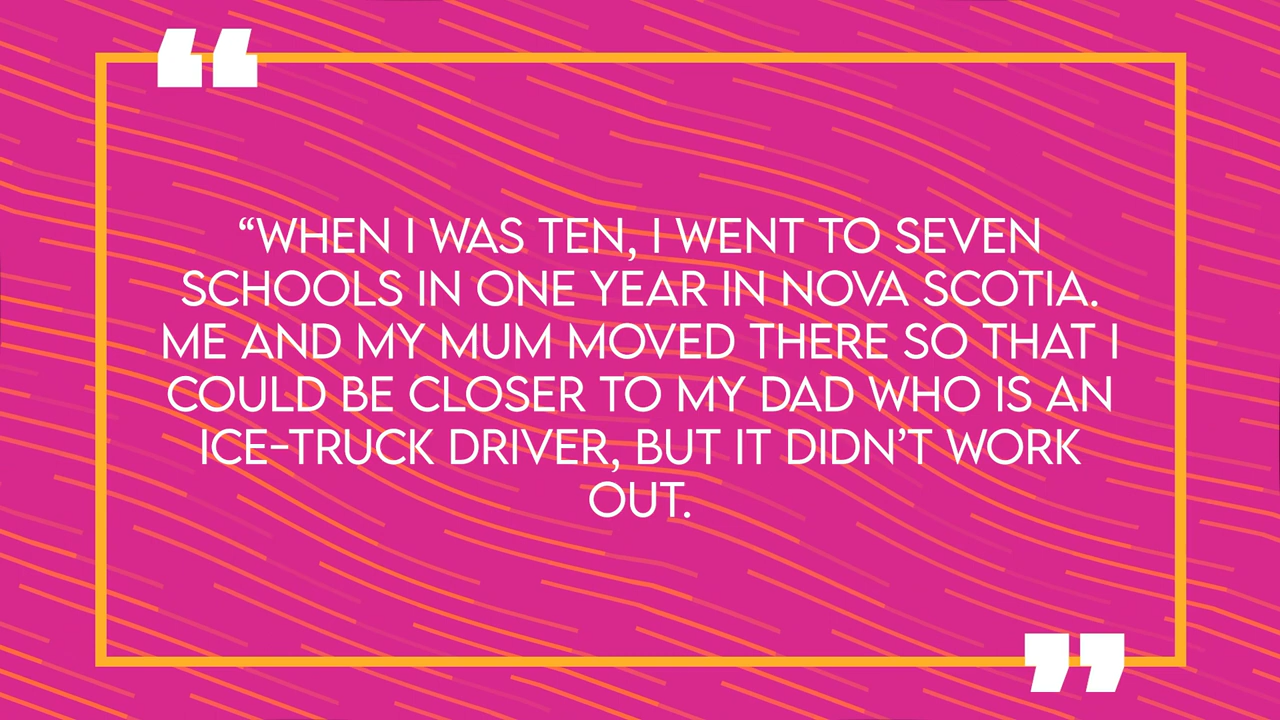 “WHEN I WAS TEN, I WENT TO SEVEN
SCHOOLS IN ONE YEAR IN NOVA SCOTIA.
ME AND MY MUM MOVED THERE SO THAT I
COULD BE CLOSER TO MY DAD WHO IS AN
ICE-TRUCK DRIVER, BUT IT DIDN’T WORK
OUT.